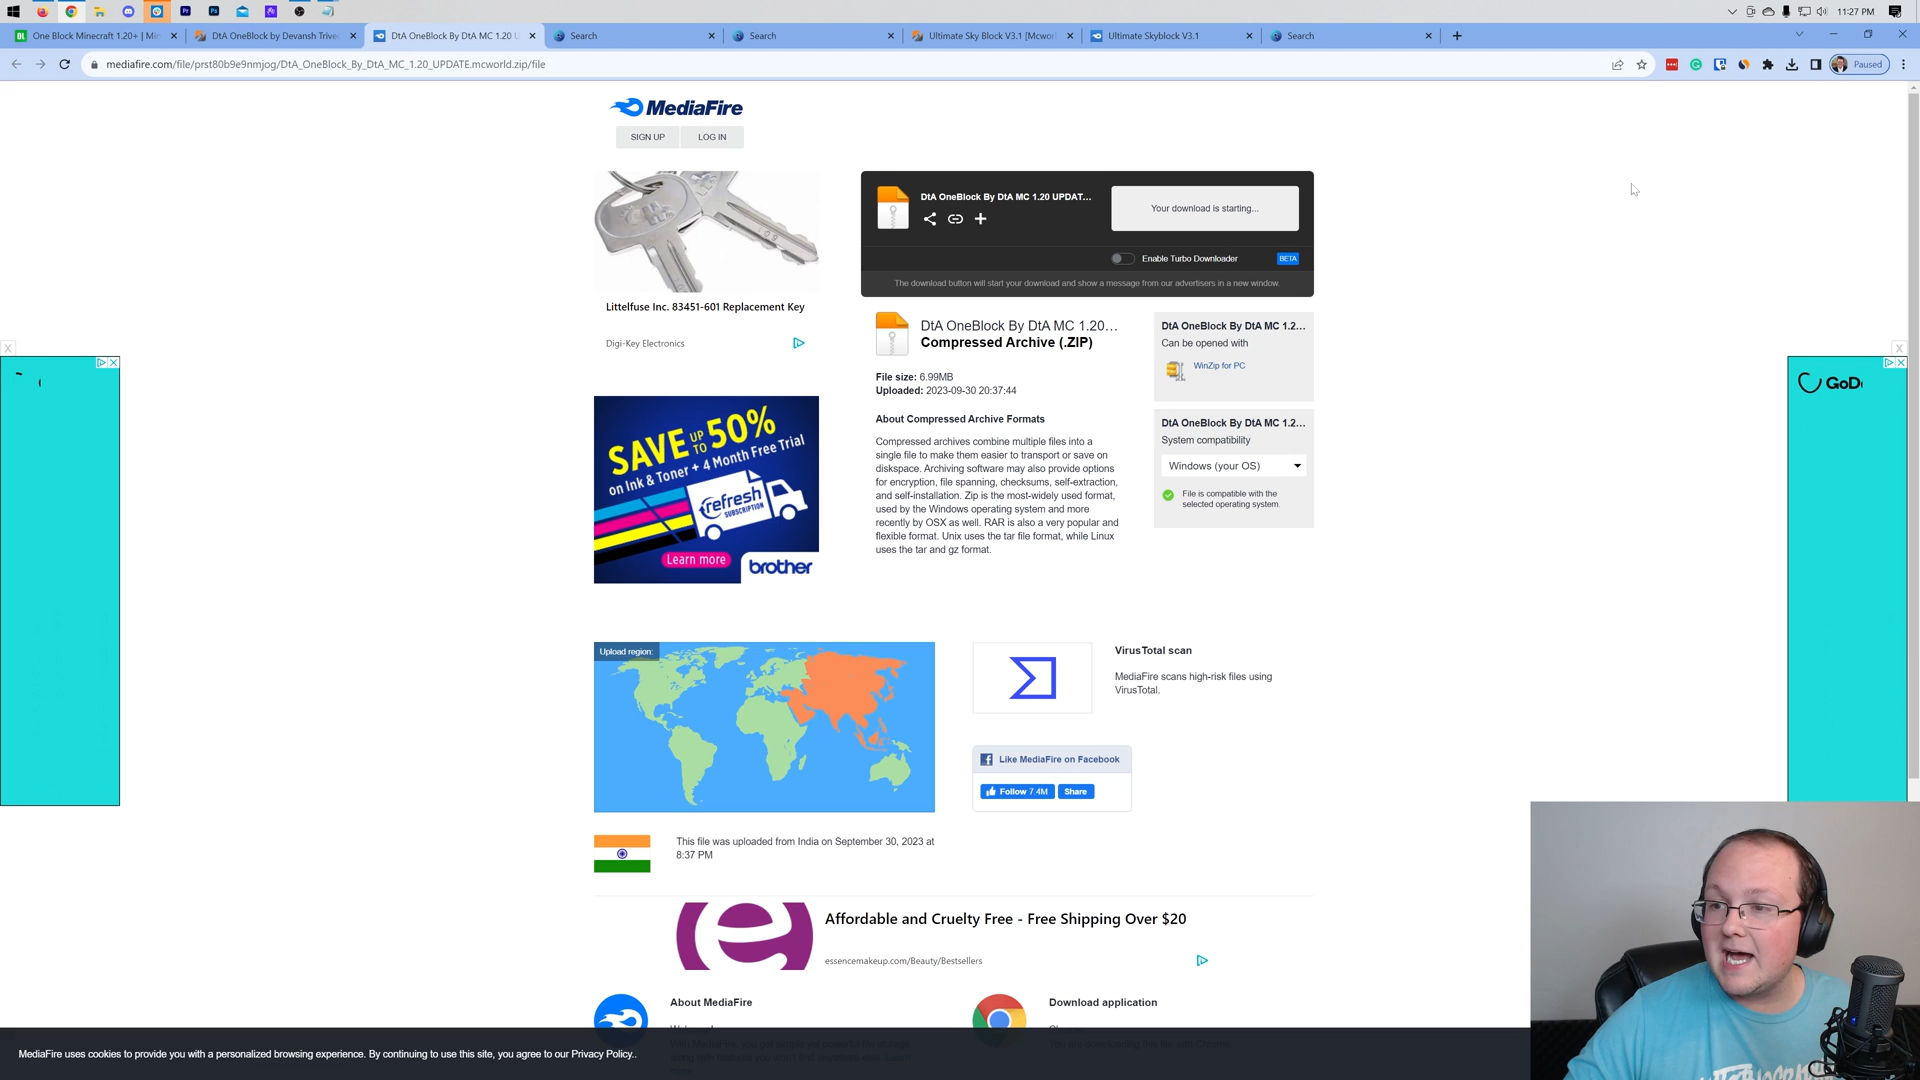 11:27 PM
One Block Minecraft 1.20+ | Min
DtA OneBlock by Devansh Trived
DtA OneBlock By DtA MC 1.20 U
Search
Search
Ultimate Sky Block V3.1 [Mcworl
Ultimate Skyblock V3.1
Search
mediafire.com/file/prst80b9e9nmjog/DtA_OneBlock_By_DtA_MC_1.20_UPDATE.mcworld.zip/file
Paused
MediaFire
SIGN UP
LOG IN
DtA OneBlock By DtA MC 1.20 UPDAT...
Your download is starting...
Enable Turbo Downloader
BETA
The download button will start your download and show a message from our advertisers in a new window.
Littelfuse Inc. 83451-601 Replacement Key
Digi-Key Electronics
DtA OneBlock By DtA MC 1.20...
Compressed Archive (.ZIP)
File size: 6.99MB
Uploaded: 2023-09-30 20:37:44
About Compressed Archive Formats
Compressed archives combine multiple files into a
single file to make them easier to transport or save on
diskspace. Archiving software may also provide options
for encryption, file spanning, checksums, self-extraction,
and self-installation. Zip is the most-widely used format,
used by the Windows operating system and more
recently by OSX as well. RAR is also a very popular and
flexible format. Unix uses the tar file format, while Linux
uses the tar and gz format.
DtA OneBlock By DtA MC 1.2...
Can be opened with
WinZip for PC
DtA OneBlock By DtA MC 1.2...
System compatibility
Windows (your OS)
File is compatible with the
selected operating system.
X
X
GoD
SAVE UP TO 50%
on Ink & Toner + 4 Month Free Trial
refresh
SUBSCRIPTION
Learn more
brother
Upload region:
VirusTotal scan
MediaFire scans high-risk files using
VirusTotal.
Like MediaFire on Facebook
Follow 7.4M
Share
This file was uploaded from India on September 30, 2023 at
8:37 PM
Affordable and Cruelty Free - Free Shipping Over $20
essencemakeup.com/Beauty/Bestsellers
About MediaFire
Download application
MediaFire uses cookies to provide you with a personalized browsing experience. By continuing to use this site, you agree to our Privacy Policy..